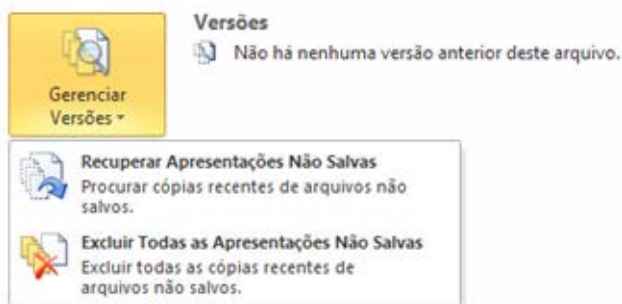 Versões
Não há nenhuma versão anterior deste arquivo.
Gerenciar
Versões
Recuperar Apresentações Não Salvas
Procurar cópias recentes de arquivos não
salvos.
Excluir Todas as Apresentações Não Salvas
Excluir todas as cópias recentes de
arquivos não salvos.